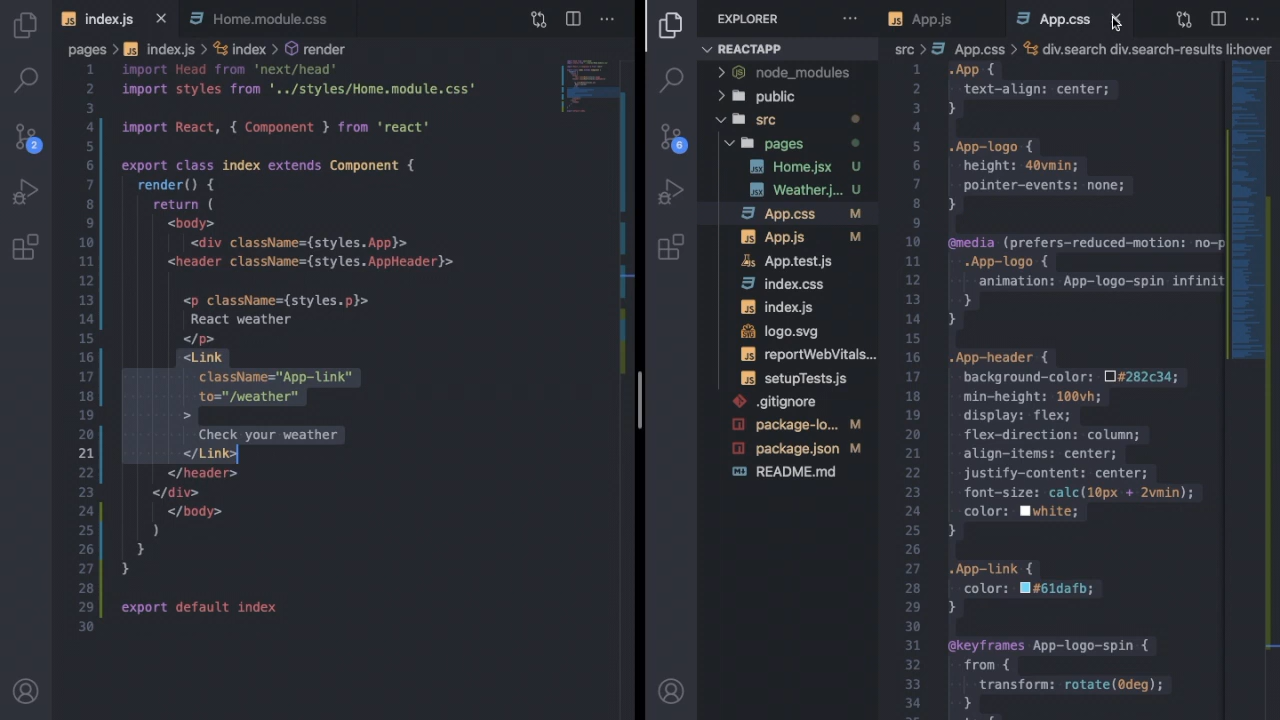 index.js
Home.module.css
pages > index.js > index > render
2
1 import Head from 'next/head'
2 import styles from '../styles/Home.module.css'
3
4 import React, { Component } from 'react'
5
6 export class index extends Component {
7 render() {
8 return (
9 <body>
10 <div className={styles.App}>
11 <header className={styles.AppHeader}>
12
13 <p className={styles.p}>
14 React weather
15 </p>
16 <Link
17 className="App-link"
18 to="/weather"
19 >
20 Check your weather
21 </Link>
22 </header>
23 </div>
24 </body>
25 )
26 }
27 }
28
29 export default index
30
6
EXPLORER
REACTAPP
node_modules
public
src
pages
Home.jsx U
Weather.j... U
App.css M
App.js M
App.test.js
index.css
index.js
logo.svg
reportWebVitals...
setupTests.js
.gitignore
package-lo... M
package.json M
README.md
App.js
App.css
src > App.css > div.search div.search-results li:hover
1 .App {
2 text-align: center;
3 }
4
5 .App-logo {
6 height: 40vmin;
7 pointer-events: none;
8 }
9
10 @media (prefers-reduced-motion: no-p
11 .App-logo {
12 animation: App-logo-spin infinit
13 }
14 }
15
16 .App-header {
17 background-color: #282c34;
18 min-height: 100vh;
19 display: flex;
20 flex-direction: column;
21 align-items: center;
22 justify-content: center;
23 font-size: calc(10px + 2vmin);
24 color: white;
25 }
26
27 .App-link {
28 color: #61dafb;
29 }
30
31 @keyframes App-logo-spin {
32 from {
33 transform: rotate(0deg);
34 }